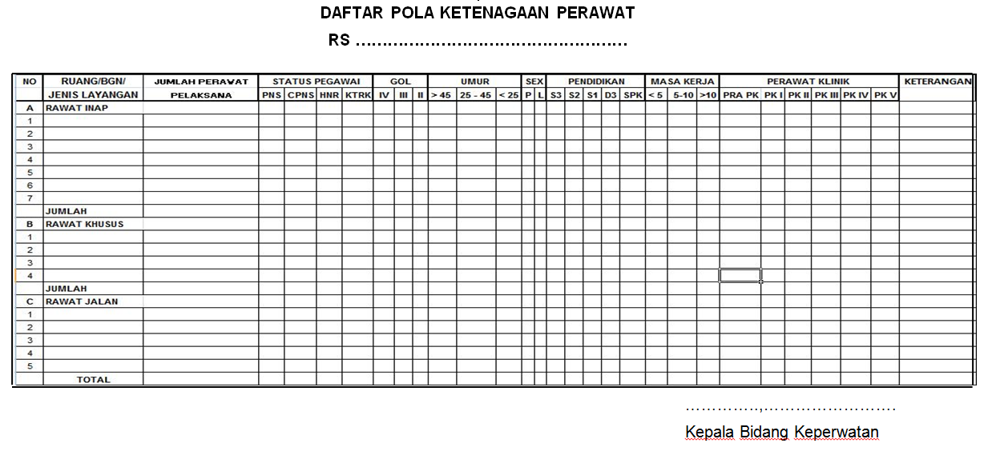 DAFTAR POLA KETENAGAAN PERAWAT
RS ……………………………………………
NO RUANG/BGN/ JUMLAH PERAWAT STATUS PEGAWAI GOL UMUR SEX PENDIDIKAN MASA KERJA PERAWAT KLINIK KETERANGAN
JENIS LAYANGAN PELAKSANA PNS CPNS HNR KTRK IV III II > 45 25 - 45 < 25 P L S3 S2 S1 D3 SPK < 5 5-10 >10 PRA PK PK I PK II PK III PK IV PK V
A RAWAT INAP
1
2
3
4
5
6
7
JUMLAH
B RAWAT KHUSUS
1
2
3
4
JUMLAH
C RAWAT JALAN
1
2
3
4
5
TOTAL
…………..,…………………….
Kepala Bidang Keperwatan